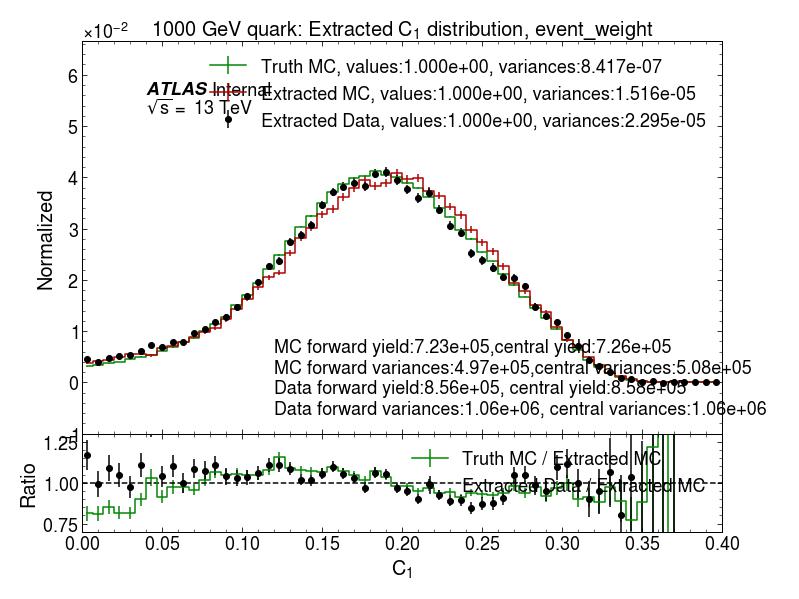 ×10⁻² 1000 GeV quark: Extracted C₁ distribution, event_weight
Truth MC, values:1.000e+00, variances:8.417e-07
ATLAS Internal
Extracted MC, values:1.000e+00, variances:1.516e-05
√s = 13 TeV
Extracted Data, values:1.000e+00, variances:2.295e-05
6
5
4
3
2
1
0
1
Normalized
MC forward yield:7.23e+05,central yield:7.26e+05
MC forward variances:4.97e+05,central variances:5.08e+05
Data forward yield:8.56e+05, central yield:8.58e+05
Data forward variances:1.06e+06, central variances:1.06e+06
1.25
1.00
0.75
Ratio
Truth MC / Extracted MC
Extracted Data / Extracted MC
0.00 0.05 0.10 0.15 0.20 0.25 0.30 0.35 0.40
C₁